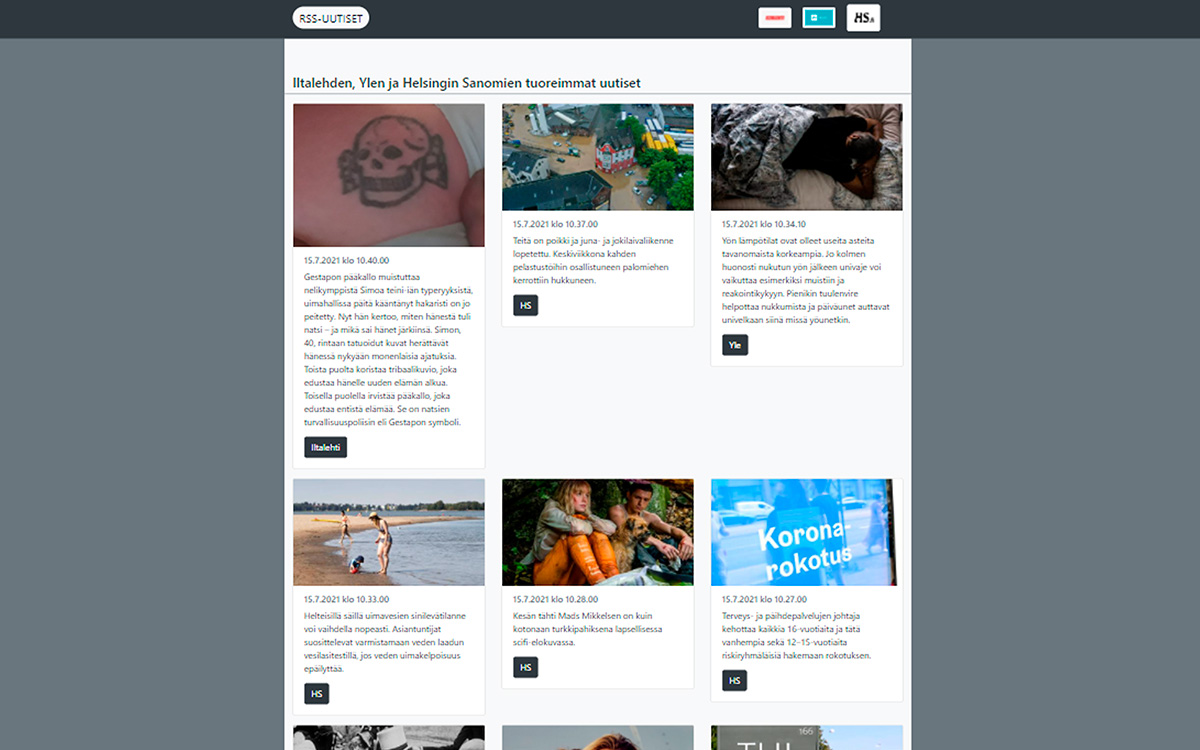 RSS-UUTISET
HS.fi
Iltalehden, Ylen ja Helsingin Sanomien tuoreimmat uutiset
15.7.2021 klo 10.40.00
Gestapon pääkallo muistuttaa
nelikymppistä Simoa teini-iän typeryyksistä,
uimahallissa päitä kääntänyt hakaristi on jo
peitetty. Nyt hän kertoo, miten hänestä tuli
natsi – ja mikä sai hänet järkiinsä. Simon,
40, rintaan tatuoidut kuvat herättävät
hänessä nykyään monenlaisia ajatuksia.
Toista puolta koristaa tribaalikuvio, joka
edustaa hänelle uuden elämän alkua.
Toisella puolella irvistää pääkallo, joka
edustaa entistä elämää. Se on natsien
turvallisuuspoliisin eli Gestapon symboli.
Iltalehti
15.7.2021 klo 10.37.00
Teitä on poikki ja juna- ja jokilaivaliikenne
lopetettu. Keskiviikkona kahden
pelastustöihin osallistuneen palomiehen
kerrottiin hukkuneen.
HS
15.7.2021 klo 10.34.10
Yön lämpötilat ovat olleet useita asteita
tavanomaista korkeampia. Jo kolmen
huonosti nukutun yön jälkeen univaje voi
vaikuttaa esimerkiksi muistiin ja
reaktiointikykyyn. Pienikin tuulenvire
helpottaa nukkumista ja päiväunet auttavat
univelkaan siinä missä yöunetkin.
Yle
15.7.2021 klo 10.33.00
Helteisillä säillä uimavesien sinilevätilanne
voi vaihdella nopeasti. Asiantuntijat
suosittelevat varmistamaan veden laadun
vesilasitestillä, jos veden uimakelpoisuus
epäilyttää.
HS
15.7.2021 klo 10.28.00
Kesän tähti Mads Mikkelsen on kuin
kotonaan turkkipahiksena lapsellisessa
scifi-elokuvassa.
HS
Korona-
rokotus
15.7.2021 klo 10.27.00
Terveys- ja päihdepalvelujen johtaja
kehottaa kaikkia 16-vuotiaita ja tätä
vanhempia sekä 12–15-vuotiaita
riskiryhmäläisiä hakemaan rokotuksen.
HS
166
THL